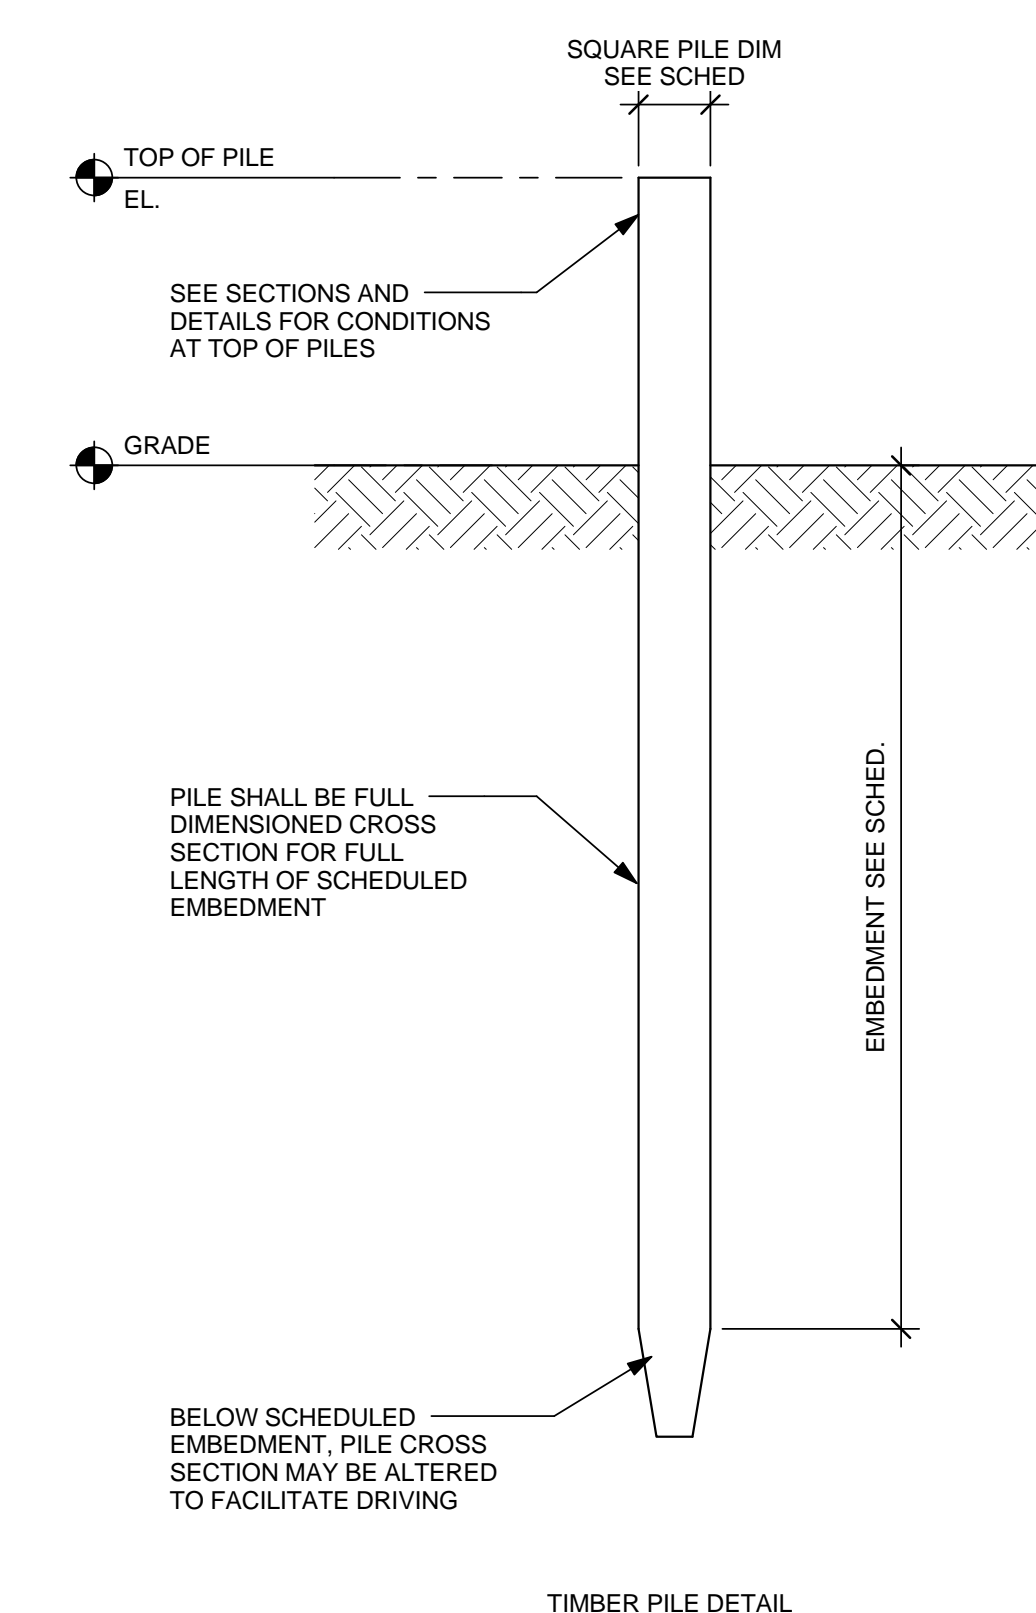 SQUARE PILE DIM
SEE SCHED
TOP OF PILE
EL.
SEE SECTIONS AND
DETAILS FOR CONDITIONS
AT TOP OF PILES
GRADE
PILE SHALL BE FULL
DIMENSIONED CROSS
SECTION FOR FULL
LENGTH OF SCHEDULED
EMBEDMENT
EMBEDMENT SEE SCHED.
BELOW SCHEDULED
EMBEDMENT, PILE CROSS
SECTION MAY BE ALTERED
TO FACILITATE DRIVING
TIMBER PILE DETAIL